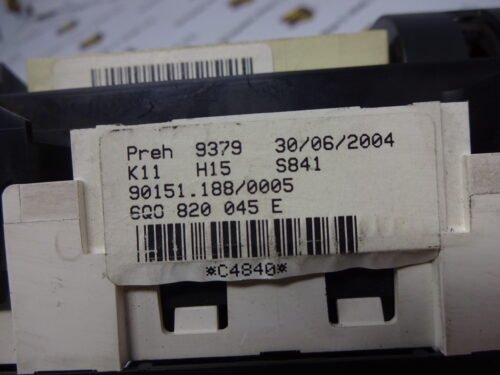 Preh 9379 30/06/2004
K11 H15 S841
90151.188/0005
6Q0 820 045 E
*C4840*